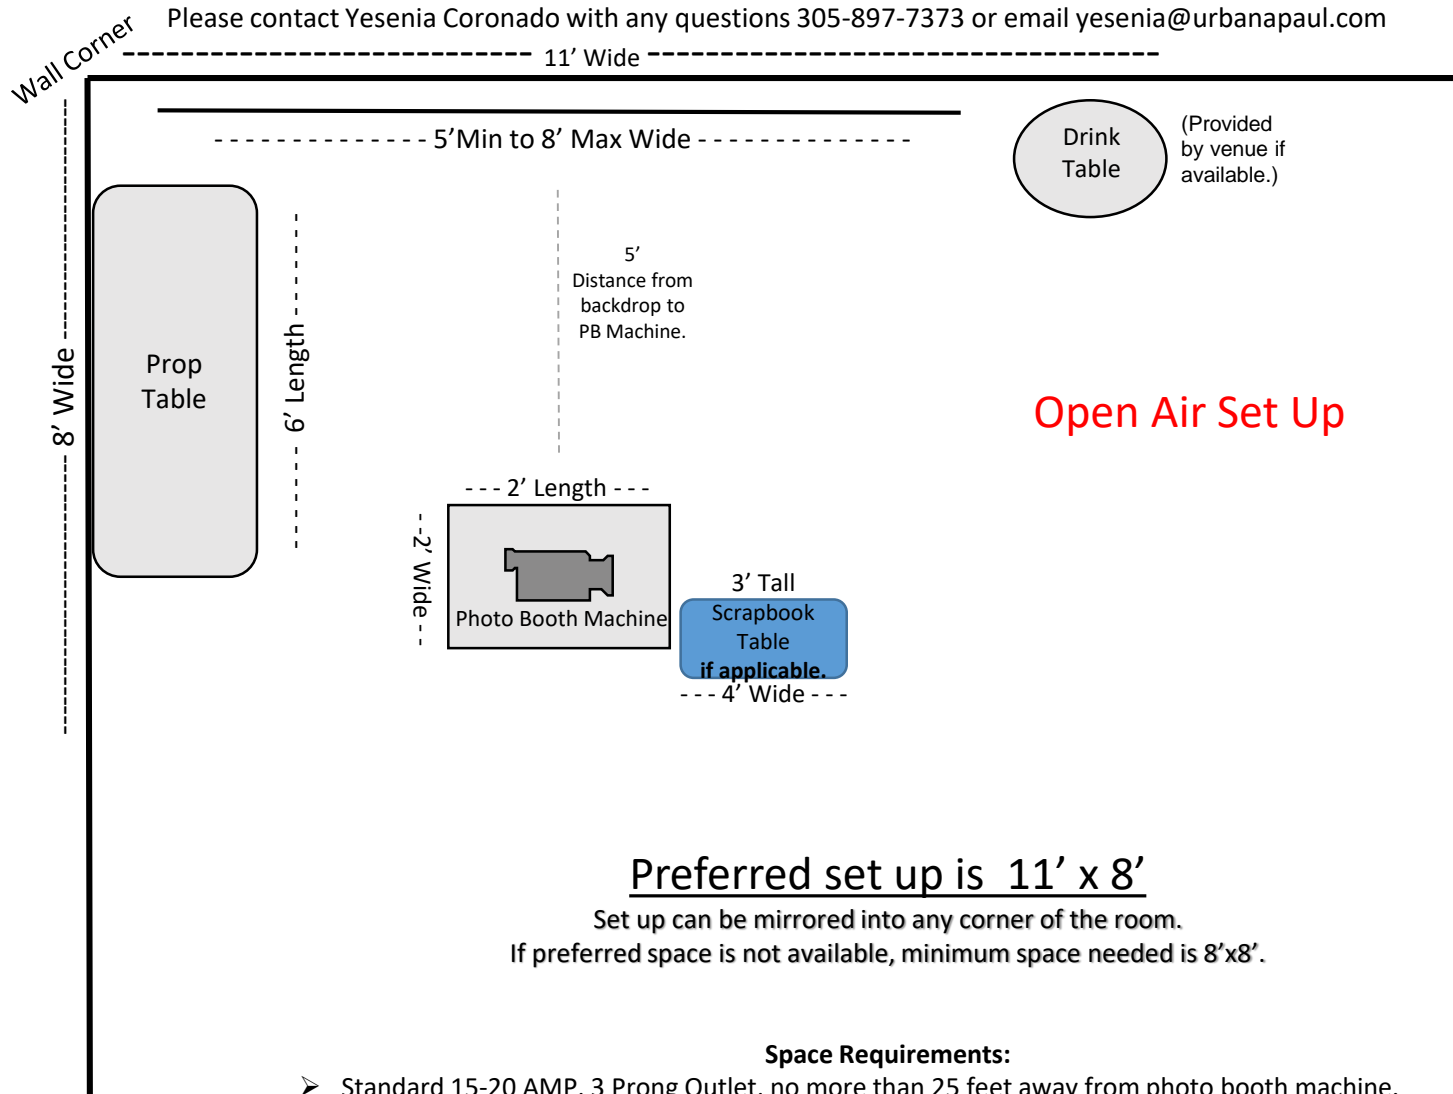 Please contact Yesenia Coronado with any questions 305-897-7373 or email yesenia@urbanapaul.com
Wall Corner
11’ Wide
5’Min to 8’ Max Wide
Drink
Table
(Provided
by venue if
available.)
5’
Distance from
backdrop to
PB Machine.
8’ Wide
Prop
Table
6’ Length
Open Air Set Up
2’ Length
2’ Wide
Photo Booth Machine
3’ Tall
Scrapbook
Table
if applicable.
4’ Wide
Preferred set up is 11’ x 8’
Set up can be mirrored into any corner of the room.
If preferred space is not available, minimum space needed is 8’x8’.
Space Requirements:
➢ Standard 15-20 AMP, 3 Prong Outlet, no more than 25 feet away from photo booth machine.